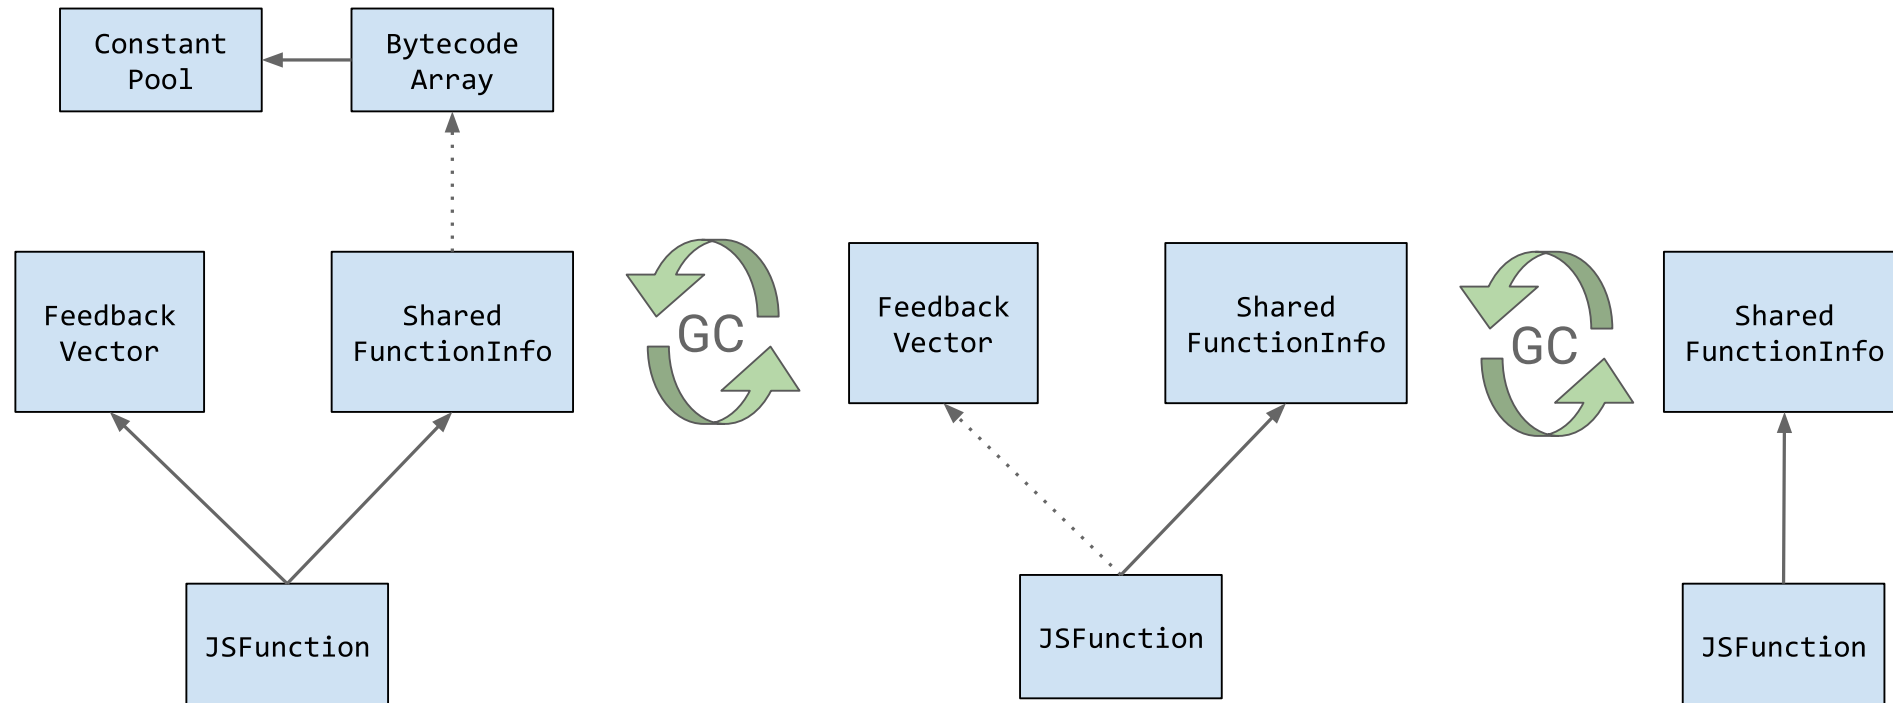 Constant
Pool
Bytecode
Array
Feedback
Vector
Shared
FunctionInfo
JSFunction
GC
Feedback
Vector
Shared
FunctionInfo
JSFunction
GC
Shared
FunctionInfo
JSFunction